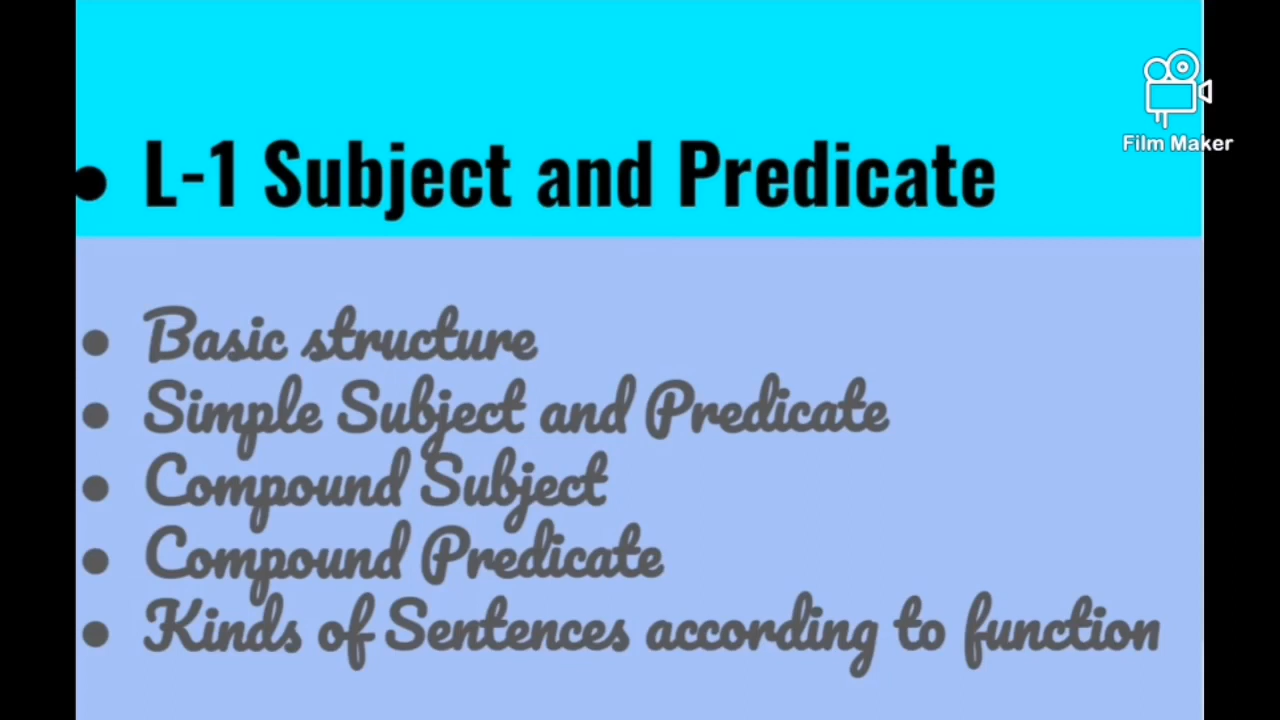 Film Maker
• L-1 Subject and Predicate
• Basic structure
• Simple Subject and Predicate
• Compound Subject
• Compound Predicate
• Kinds of Sentences according to function